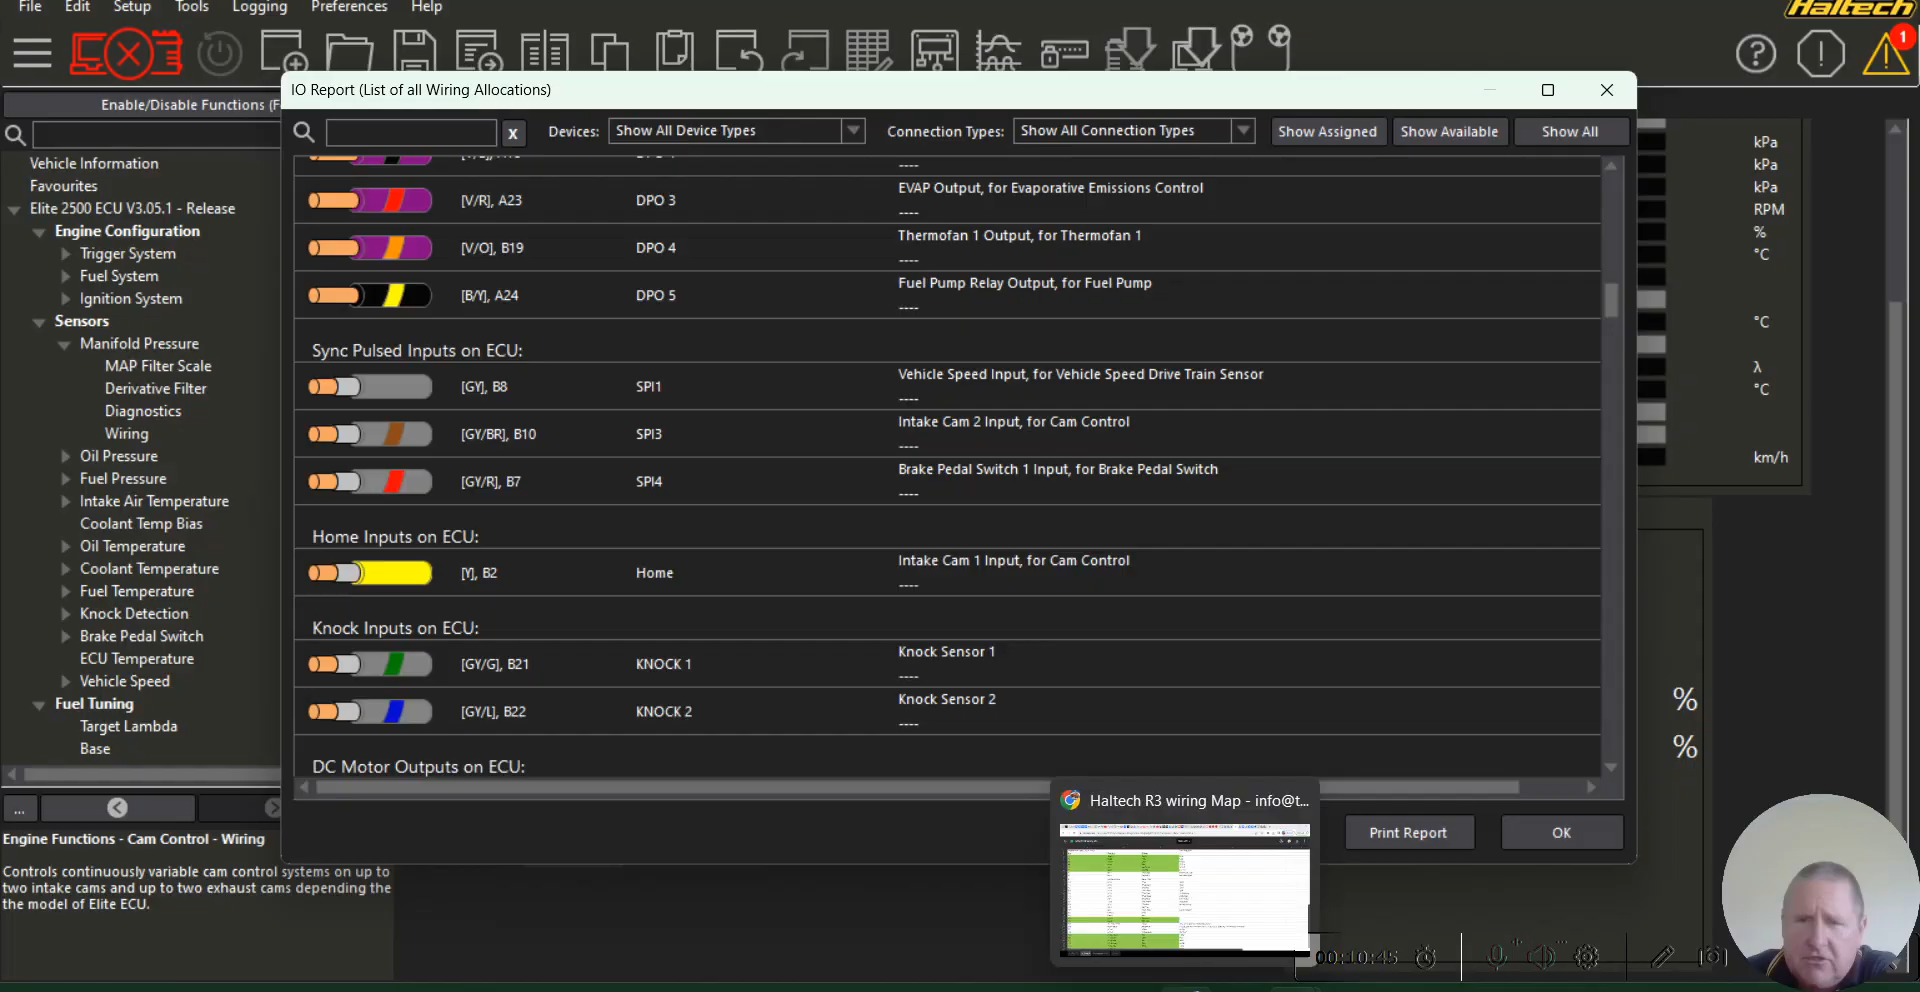 File Edit Setup Tools Logging Preferences Help
Haltech
1
IO Report (List of all Wiring Allocations)
Enable/Disable Functions (F
x Devices: Show All Device Types Connection Types: Show All Connection Types Show Assigned Show Available Show All
Vehicle Information
Favourites
Elite 2500 ECU V3.05.1 - Release
Engine Configuration
Trigger System
Fuel System
Ignition System
Sensors
Manifold Pressure
MAP Filter Scale
Derivative Filter
Diagnostics
Wiring
Oil Pressure
Fuel Pressure
Intake Air Temperature
Coolant Temp Bias
Oil Temperature
Coolant Temperature
Fuel Temperature
Knock Detection
Brake Pedal Switch
ECU Temperature
Vehicle Speed
Fuel Tuning
Target Lambda
Base
...
Engine Functions - Cam Control - Wiring
Controls continuously variable cam control systems on up to
two intake cams and up to two exhaust cams depending the
the model of Elite ECU.
----
[V/R], A23 DPO 3 EVAP Output, for Evaporative Emissions Control
----
[V/O], B19 DPO 4 Thermofan 1 Output, for Thermofan 1
----
[B/Y], A24 DPO 5 Fuel Pump Relay Output, for Fuel Pump
----
Sync Pulsed Inputs on ECU:
[GY], B8 SPI1 Vehicle Speed Input, for Vehicle Speed Drive Train Sensor
----
[GY/BR], B10 SPI3 Intake Cam 2 Input, for Cam Control
----
[GY/R], B7 SPI4 Brake Pedal Switch 1 Input, for Brake Pedal Switch
----
Home Inputs on ECU:
[Y], B2 Home Intake Cam 1 Input, for Cam Control
----
Knock Inputs on ECU:
[GY/G], B21 KNOCK 1 Knock Sensor 1
----
[GY/L], B22 KNOCK 2 Knock Sensor 2
----
DC Motor Outputs on ECU:
Haltech R3 wiring Map - info@t...
Print Report OK
kPa
kPa
kPa
RPM
%
°C
°C
λ
°C
km/h
%
%
00:10:45